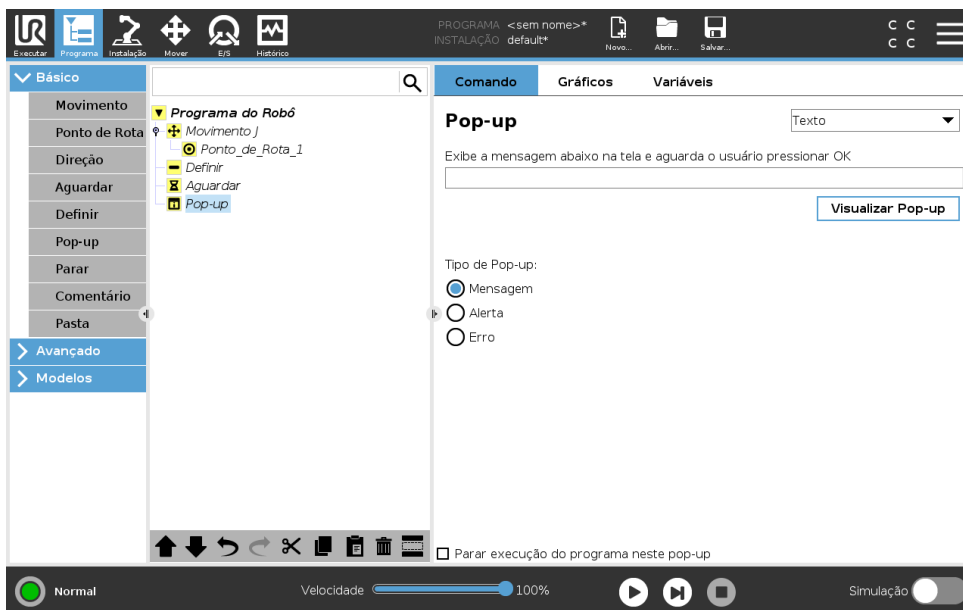 UR
PROGRAMA <sem nome>*
INSTALAÇÃO default*
C C
C C
Executar Programa Instalação Mover E/S Histórico Novo... Abrir... Salvar...
Básico
Movimento
Ponto de Rota
Direção
Aguardar
Definir
Pop-up
Parar
Comentário
Pasta
Avançado
Modelos
Programa do Robô
Movimento J
Ponto_de_Rota_1
Definir
Aguardar
Pop-up
Comando Gráficos Variáveis
Pop-up
Texto
Exibe a mensagem abaixo na tela e aguarda o usuário pressionar OK
Visualizar Pop-up
Tipo de Pop-up:
Mensagem
Alerta
Erro
Parar execução do programa neste pop-up
Normal
Velocidade 100%
Simulação